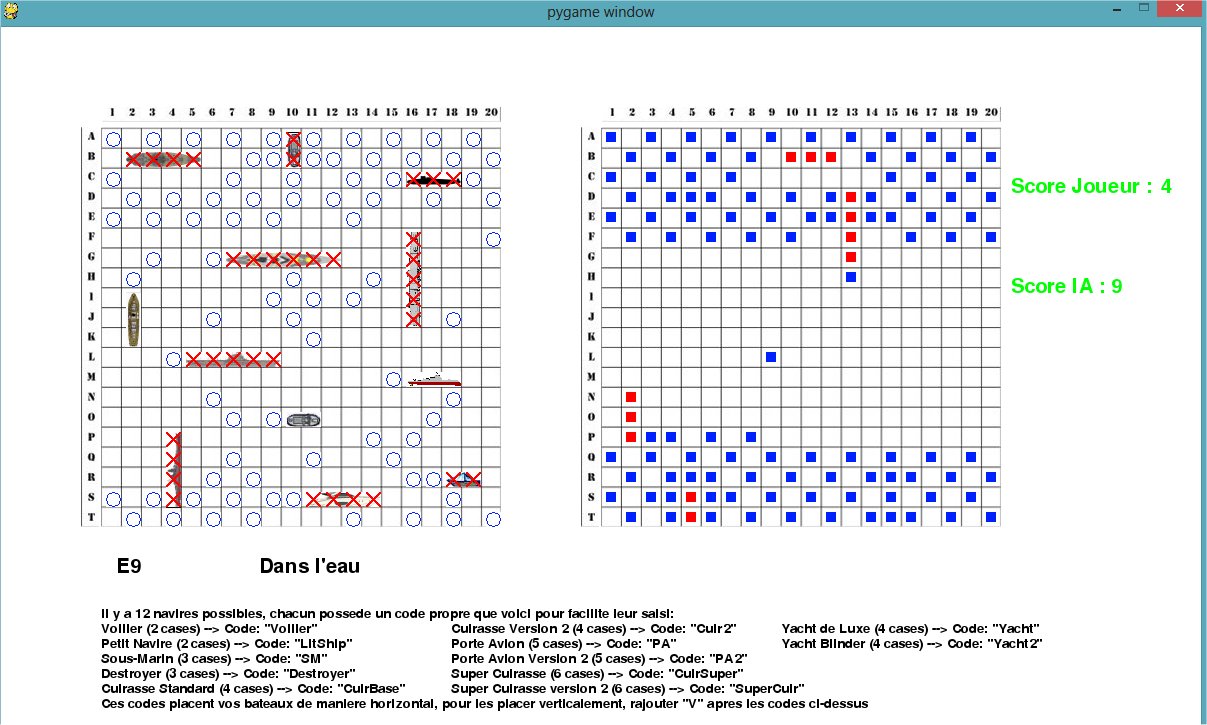 pygame window
1 2 3 4 5 6 7 8 9 10 11 12 13 14 15 16 17 18 19 20 1 2 3 4 5 6 7 8 9 10 11 12 13 14 15 16 17 18 19 20
A A
B B
C C
D D
E E
F F
G G
H H
I I
J J
K K
L L
M M
N N
O O
P P
Q Q
R R
S S
T T
Score Joueur : 4
Score IA : 9
E9 Dans l'eau
Il y a 12 navires possibles, chacun possede un code propre que voici pour facilite leur saisi:
Voilier (2 cases) --> Code: "Voilier" Cuirasse Version 2 (4 cases) --> Code: "Cuir2" Yacht de Luxe (4 cases) --> Code: "Yacht"
Petit Navire (2 cases) --> Code: "LitShip" Porte Avion (5 cases) --> Code: "PA" Yacht Blinder (4 cases) --> Code: "Yacht2"
Sous-Marin (3 cases) --> Code: "SM" Porte Avion Version 2 (5 cases) --> Code: "PA2"
Destroyer (3 cases) --> Code: "Destroyer" Super Cuirasse (6 cases) --> Code: "CuirSuper"
Cuirasse Standard (4 cases) --> Code: "CuirBase" Super Cuirasse version 2 (6 cases) --> Code: "SuperCuir"
Ces codes placent vos bateaux de maniere horizontal, pour les placer verticalement, rajouter "V" apres les codes ci-dessus